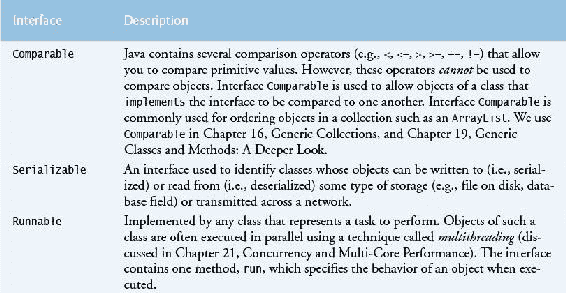 Interface Description
Comparable Java contains several comparison operators (e.g., <, <=, >, >=, ==, !=) that allow
you to compare primitive values. However, these operators cannot be used to
compare objects. Interface Comparable is used to allow objects of a class that
implements the interface to be compared to one another. Interface Comparable is
commonly used for ordering objects in a collection such as an ArrayList. We use
Comparable in Chapter 16, Generic Collections, and Chapter 19, Generic
Classes and Methods: A Deeper Look.
Serializable An interface used to identify classes whose objects can be written to (i.e., serial-
ized) or read from (i.e., deserialized) some type of storage (e.g., file on disk, data-
base field) or transmitted across a network.
Runnable Implemented by any class that represents a task to perform. Objects of such a
class are often executed in parallel using a technique called multithreading (dis-
cussed in Chapter 21, Concurrency and Multi-Core Performance). The interface
contains one method, run, which specifies the behavior of an object when exe-
cuted.